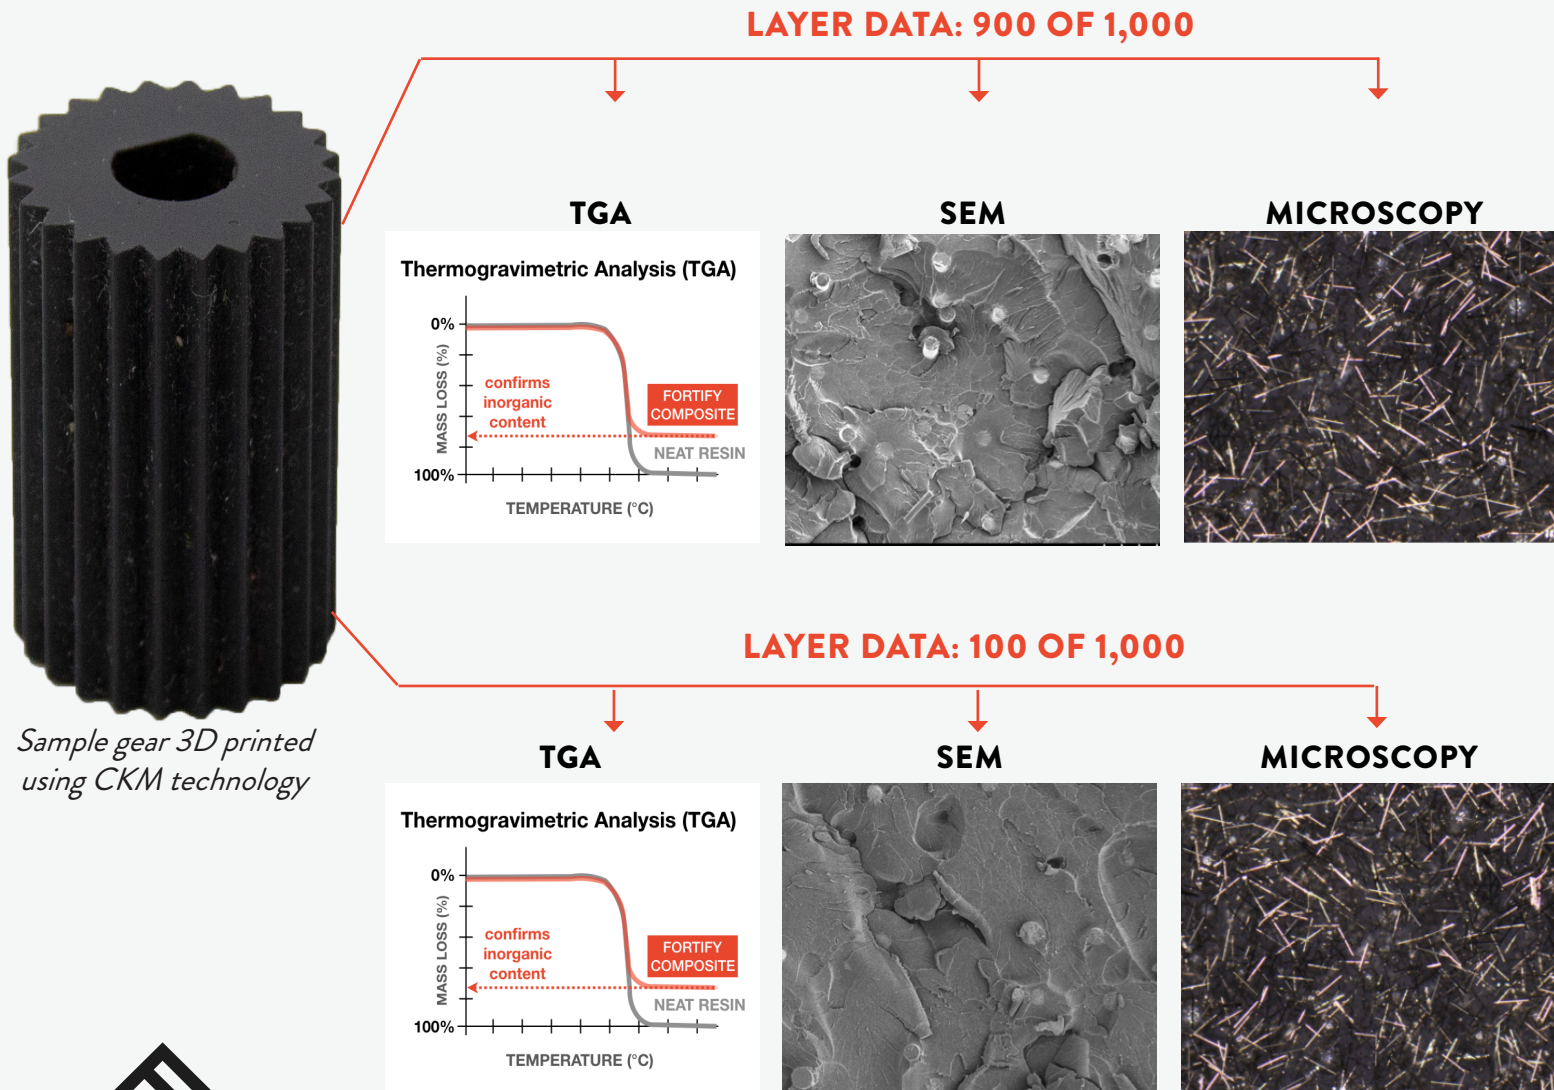 LAYER DATA: 900 OF 1,000
TGA
SEM
MICROSCOPY
Thermogravimetric Analysis (TGA)
0%
MASS LOSS (%)
confirms
inorganic
content
FORTIFY
COMPOSITE
NEAT RESIN
100%
TEMPERATURE (°C)
LAYER DATA: 100 OF 1,000
Sample gear 3D printed
using CKM technology
TGA
SEM
MICROSCOPY
Thermogravimetric Analysis (TGA)
0%
MASS LOSS (%)
confirms
inorganic
content
FORTIFY
COMPOSITE
NEAT RESIN
100%
TEMPERATURE (°C)